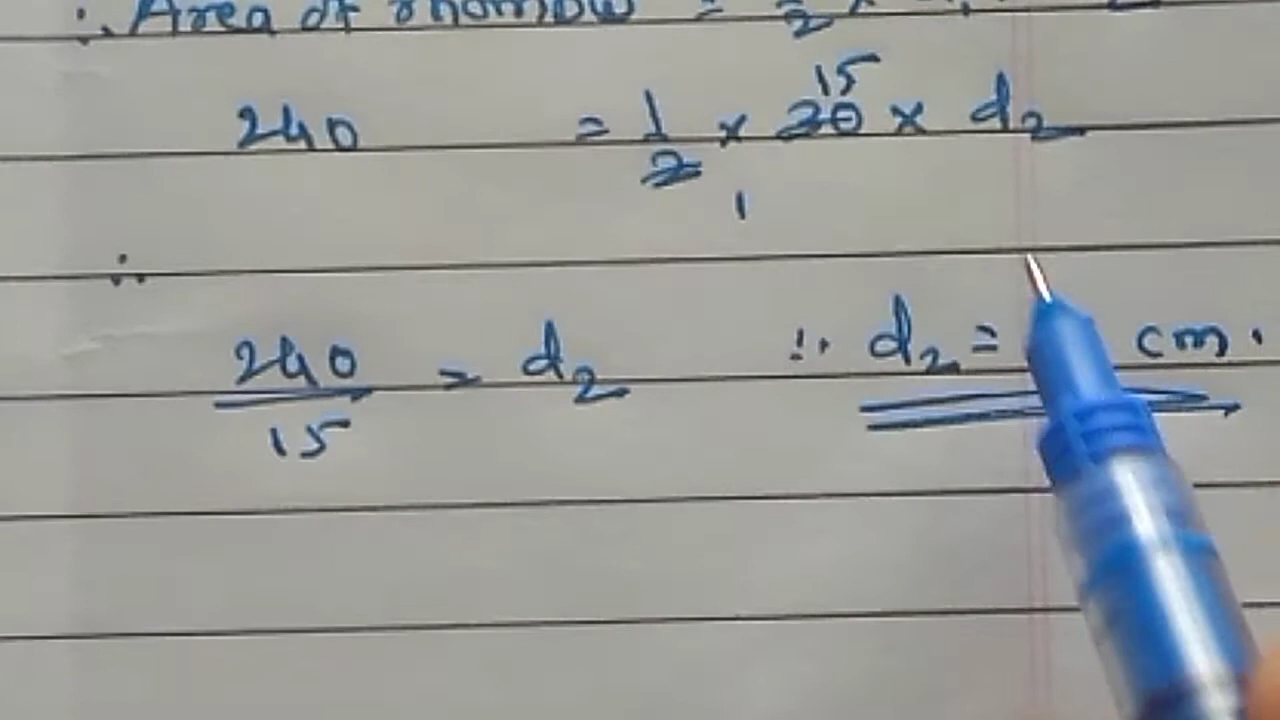 ∴ Area of rhombus = 1/2 ×
240 = 1/2 × 30 × d2
15
1
∴
240/15 = d2 ∴ d2 = cm.